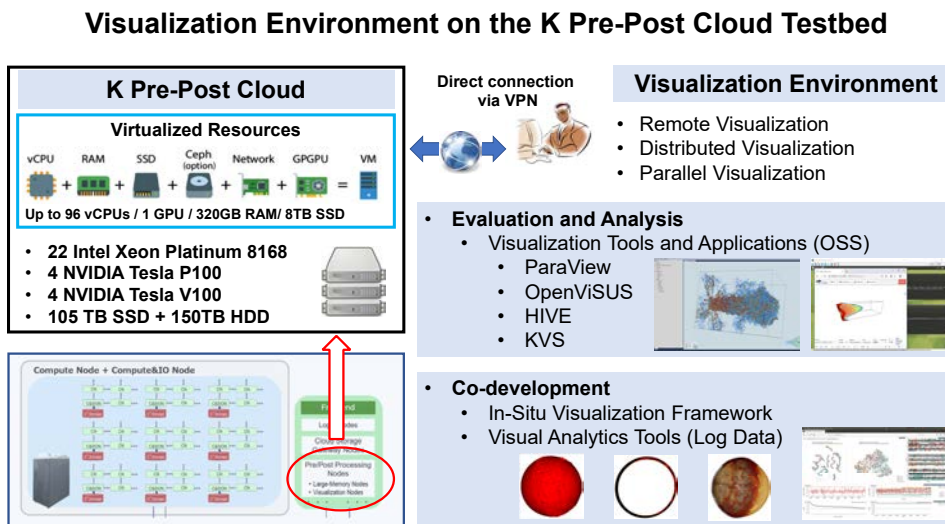 Visualization Environment on the K Pre-Post Cloud Testbed
K Pre-Post Cloud
Virtualized Resources
vCPU
RAM
SSD
Ceph
(option)
Network
GPGPU
VM
+ + + + + =
Up to 96 vCPUs / 1 GPU / 320GB RAM/ 8TB SSD
• 22 Intel Xeon Platinum 8168
• 4 NVIDIA Tesla P100
• 4 NVIDIA Tesla V100
• 105 TB SSD + 150TB HDD
Compute Node + Compute&IO Node
Cloud Storage
Pre/Post Processing
Nodes
• Large-Memory Nodes
• Visualization Nodes
Direct connection
via VPN
Visualization Environment
• Remote Visualization
• Distributed Visualization
• Parallel Visualization
• Evaluation and Analysis
• Visualization Tools and Applications (OSS)
• ParaView
• OpenViSUS
• HIVE
• KVS
• Co-development
• In-Situ Visualization Framework
• Visual Analytics Tools (Log Data)